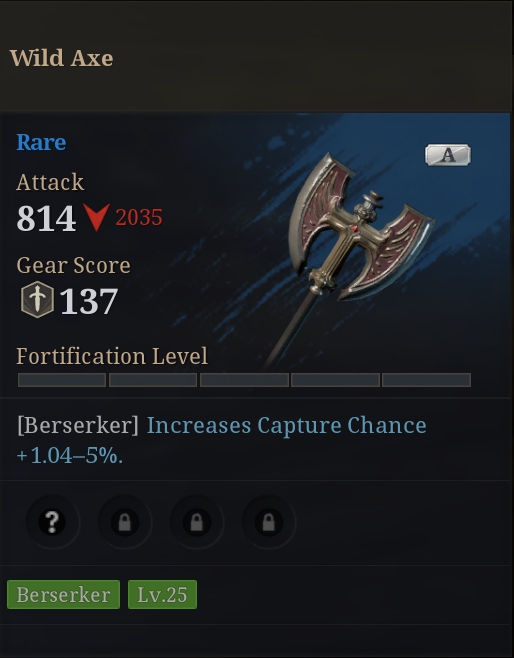 Wild Axe
Rare
A
Attack
814 2035
Gear Score
137
Fortification Level
[Berserker] Increases Capture Chance
+1.04–5%.
?
Berserker Lv.25